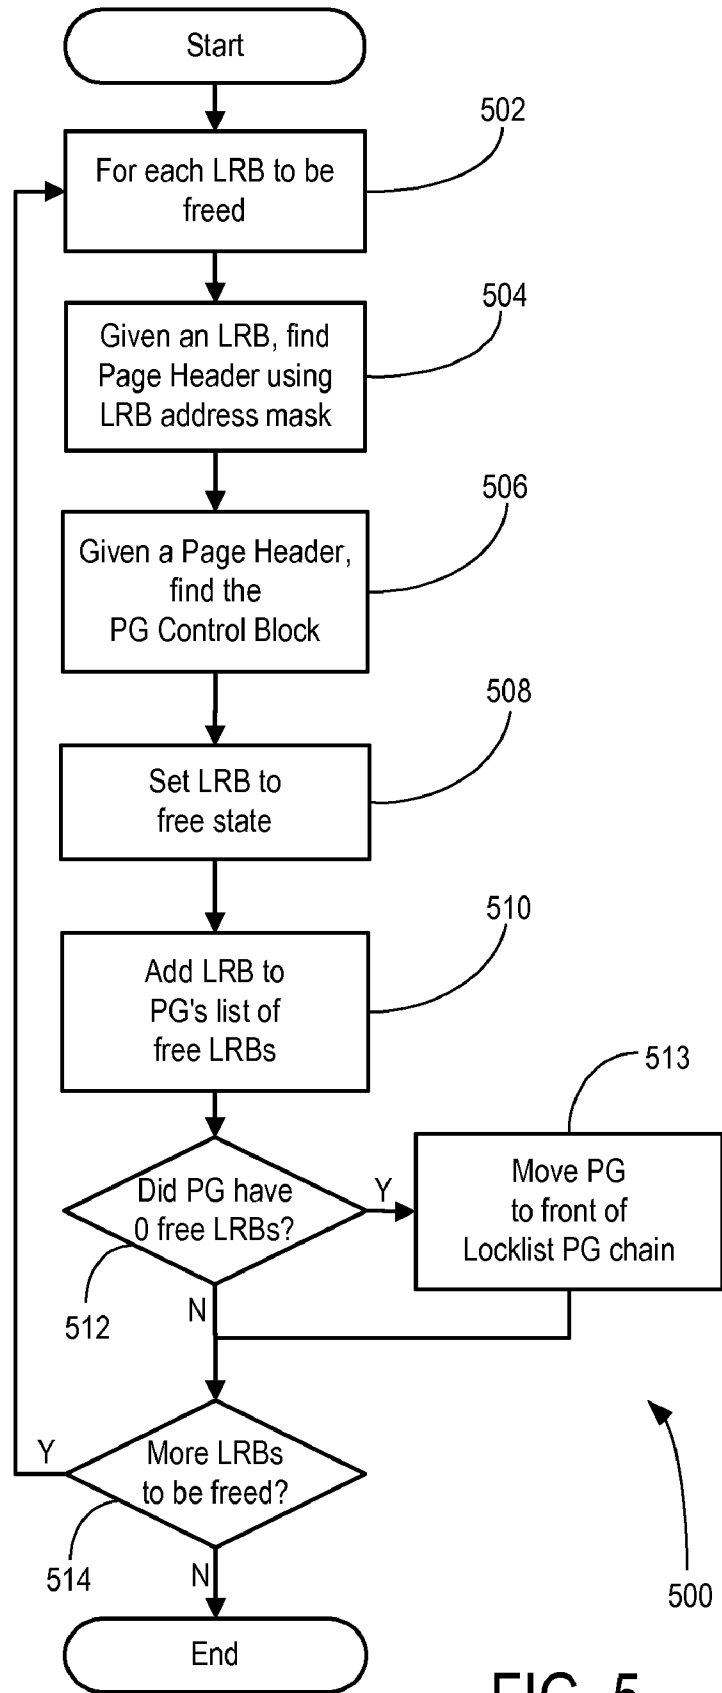 Start
502
For each LRB to be
freed
504
Given an LRB, find
Page Header using
LRB address mask
506
Given a Page Header,
find the
PG Control Block
508
Set LRB to
free state
510
Add LRB to
PG's list of
free LRBs
513
Did PG have
0 free LRBs?
Y
Move PG
to front of
Locklist PG chain
N
512
Y
More LRBs
to be freed?
514
N
500
End
FIG. 5